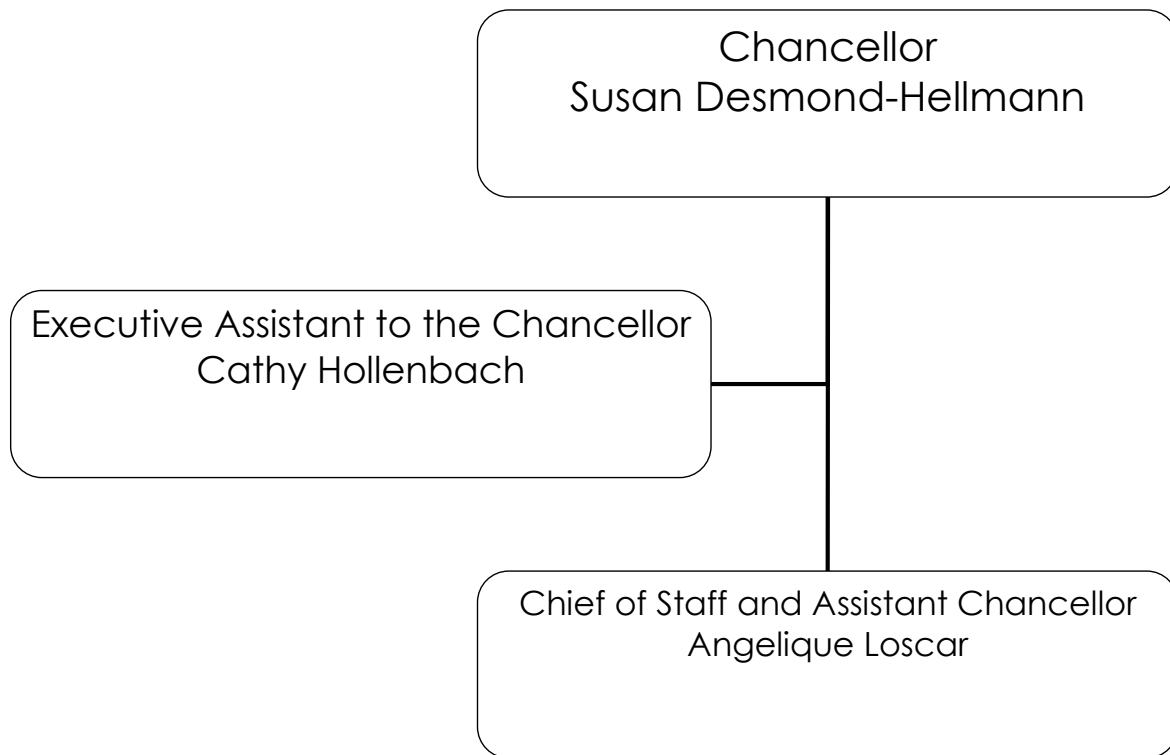 Chancellor
Susan Desmond-Hellmann
Executive Assistant to the Chancellor
Cathy Hollenbach
Chief of Staff and Assistant Chancellor
Angelique Loscar